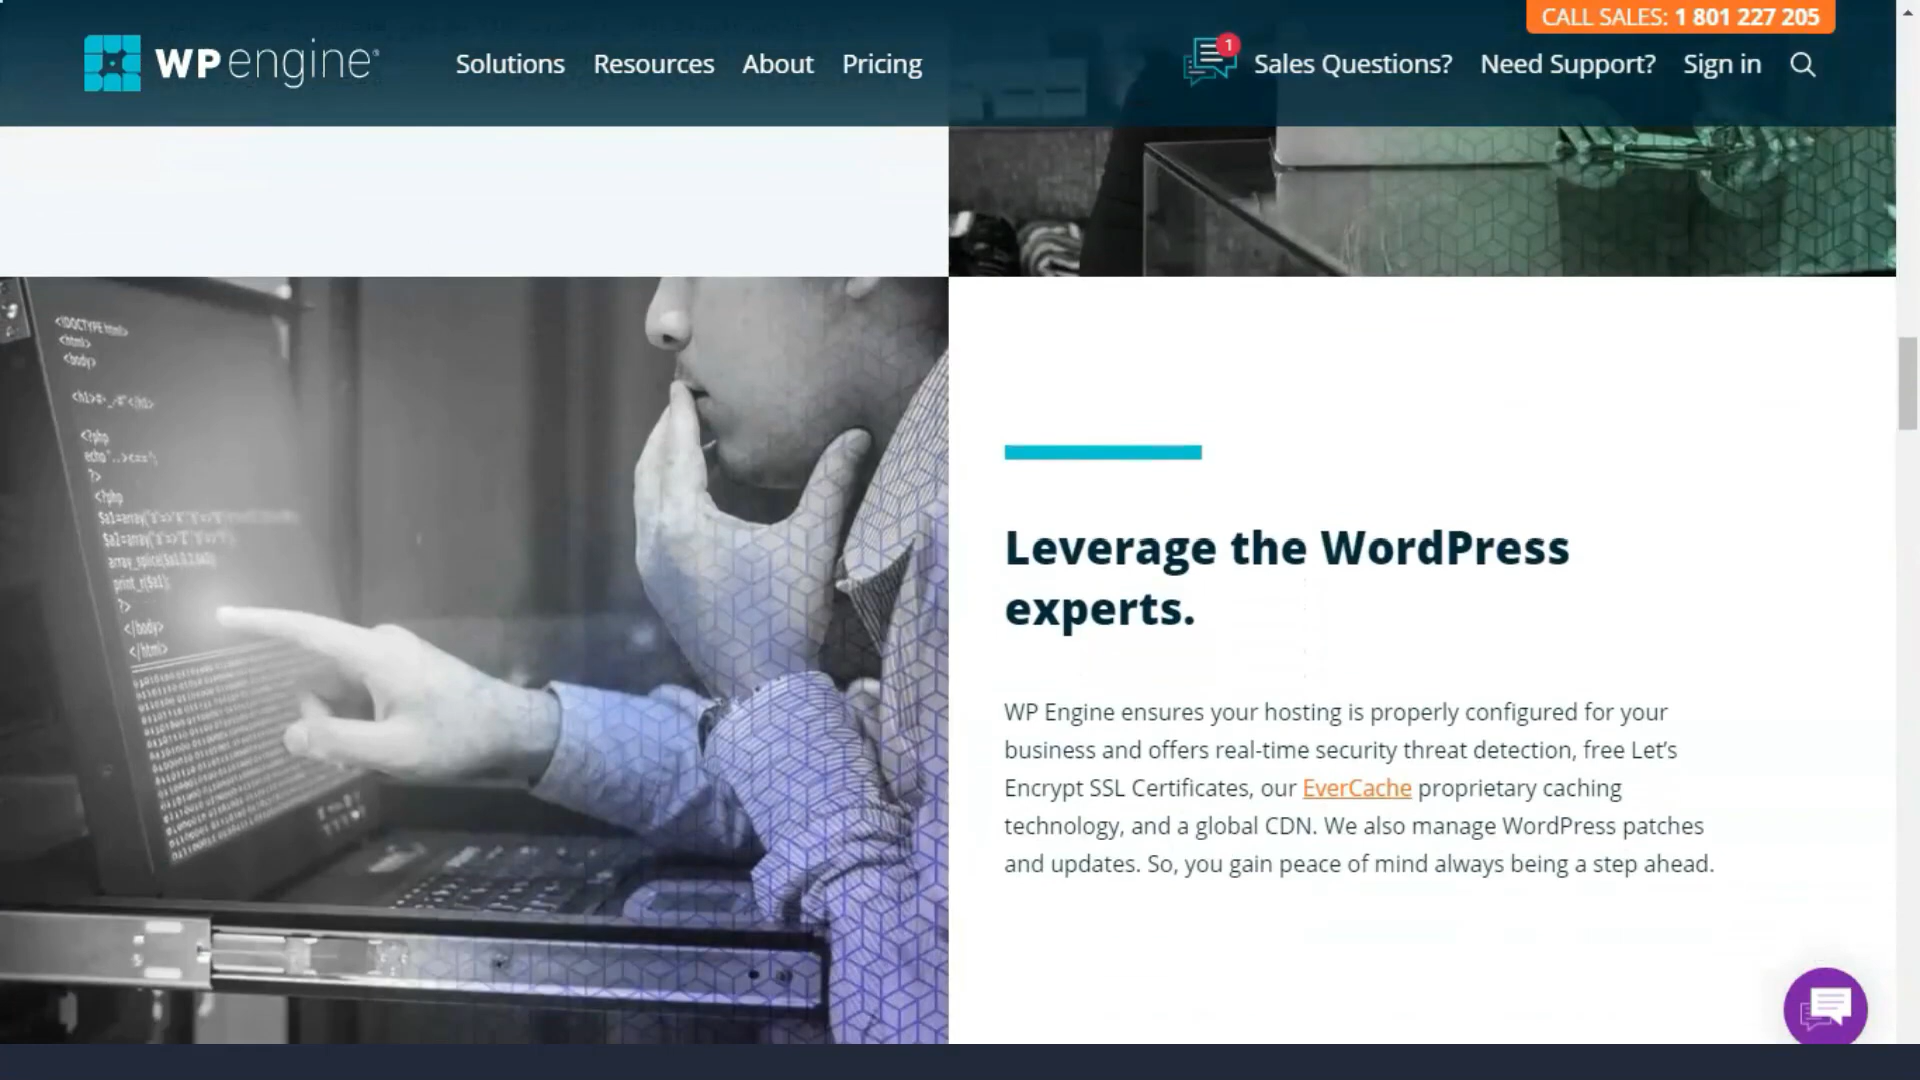 CALL SALES: 1 801 227 205
WPengine®
Solutions
Resources
About
Pricing
1
Sales Questions?
Need Support?
Sign in
<!DOCTYPE html>
<html>
<body>
<?php
?>
<?php
print_r($a1);
?>
</body>
</html>
Leverage the WordPress
experts.
WP Engine ensures your hosting is properly configured for your
business and offers real-time security threat detection, free Let's
Encrypt SSL Certificates, our EverCache proprietary caching
technology, and a global CDN. We also manage WordPress patches
and updates. So, you gain peace of mind always being a step ahead.